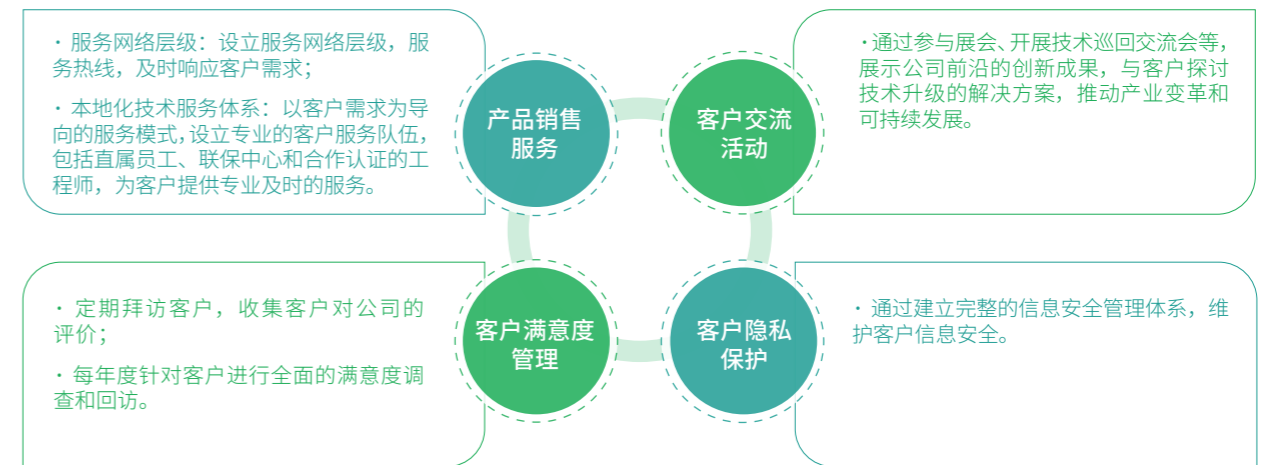 · 服务网络层级：设立服务网络层级，服
务热线，及时响应客户需求；
· 本地化技术服务体系：以客户需求为导
向的服务模式，设立专业的客户服务队伍，
包括直属员工、联保中心和合作认证的工
程师，为客户提供专业及时的服务。
产品销售
服务
客户交流
活动
·通过参与展会、开展技术巡回交流会等，
展示公司前沿的创新成果，与客户探讨
技术升级的解决方案，推动产业变革和
可持续发展。
· 定期拜访客户，收集客户对公司的
评价；
· 每年度针对客户进行全面的满意度调
查和回访。
客户满意度
管理
客户隐私
保护
· 通过建立完整的信息安全管理体系，维
护客户信息安全。